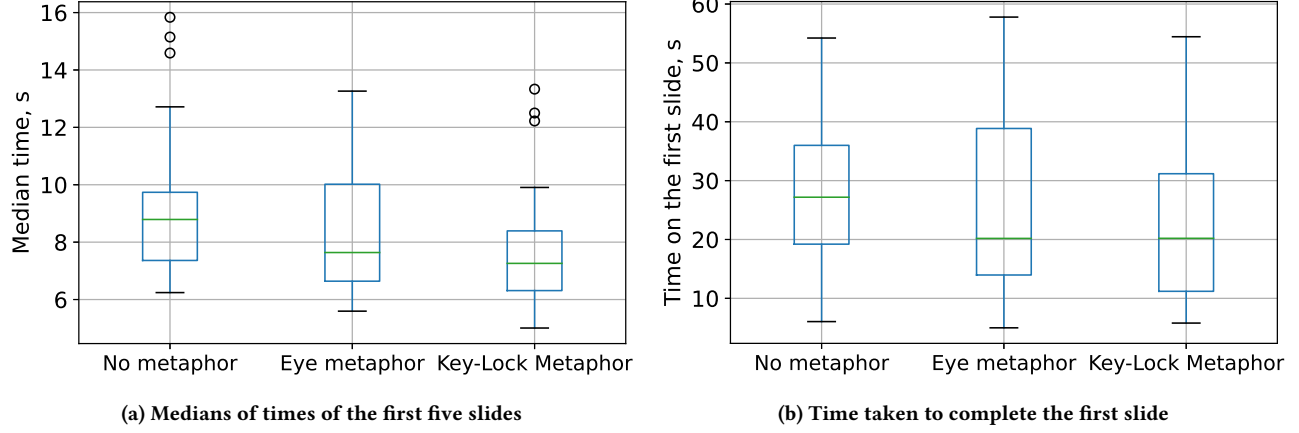 Median time, s
16
14
12
10
8
6
No metaphor
Eye metaphor
Key-Lock Metaphor
(a) Medians of times of the first five slides
Time on the first slide, s
60
50
40
30
20
10
No metaphor
Eye metaphor
Key-Lock Metaphor
(b) Time taken to complete the first slide